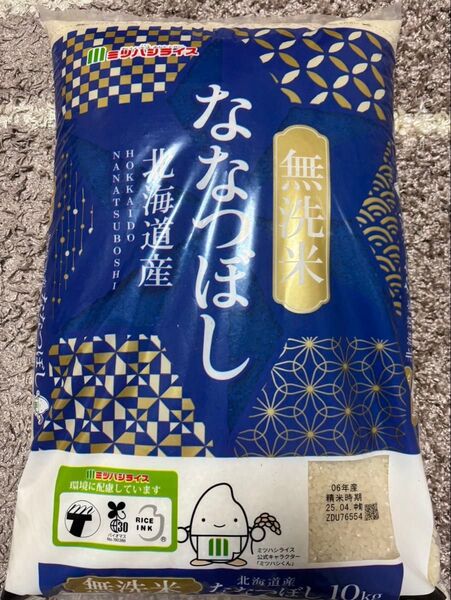 ミツハシライス
無洗米
ななつぼし
北海道産
HOKKAIDO
NANATSUBOSHI
ミツハシライス
環境に配慮しています
30
バイオマス
RICE
INK
ミツハシライス
公式キャラクター
「ミツハシくん」
06年産
精米時期
25.04.中旬
ZDU76554
無洗米
北海道産
ななつぼし 10kg